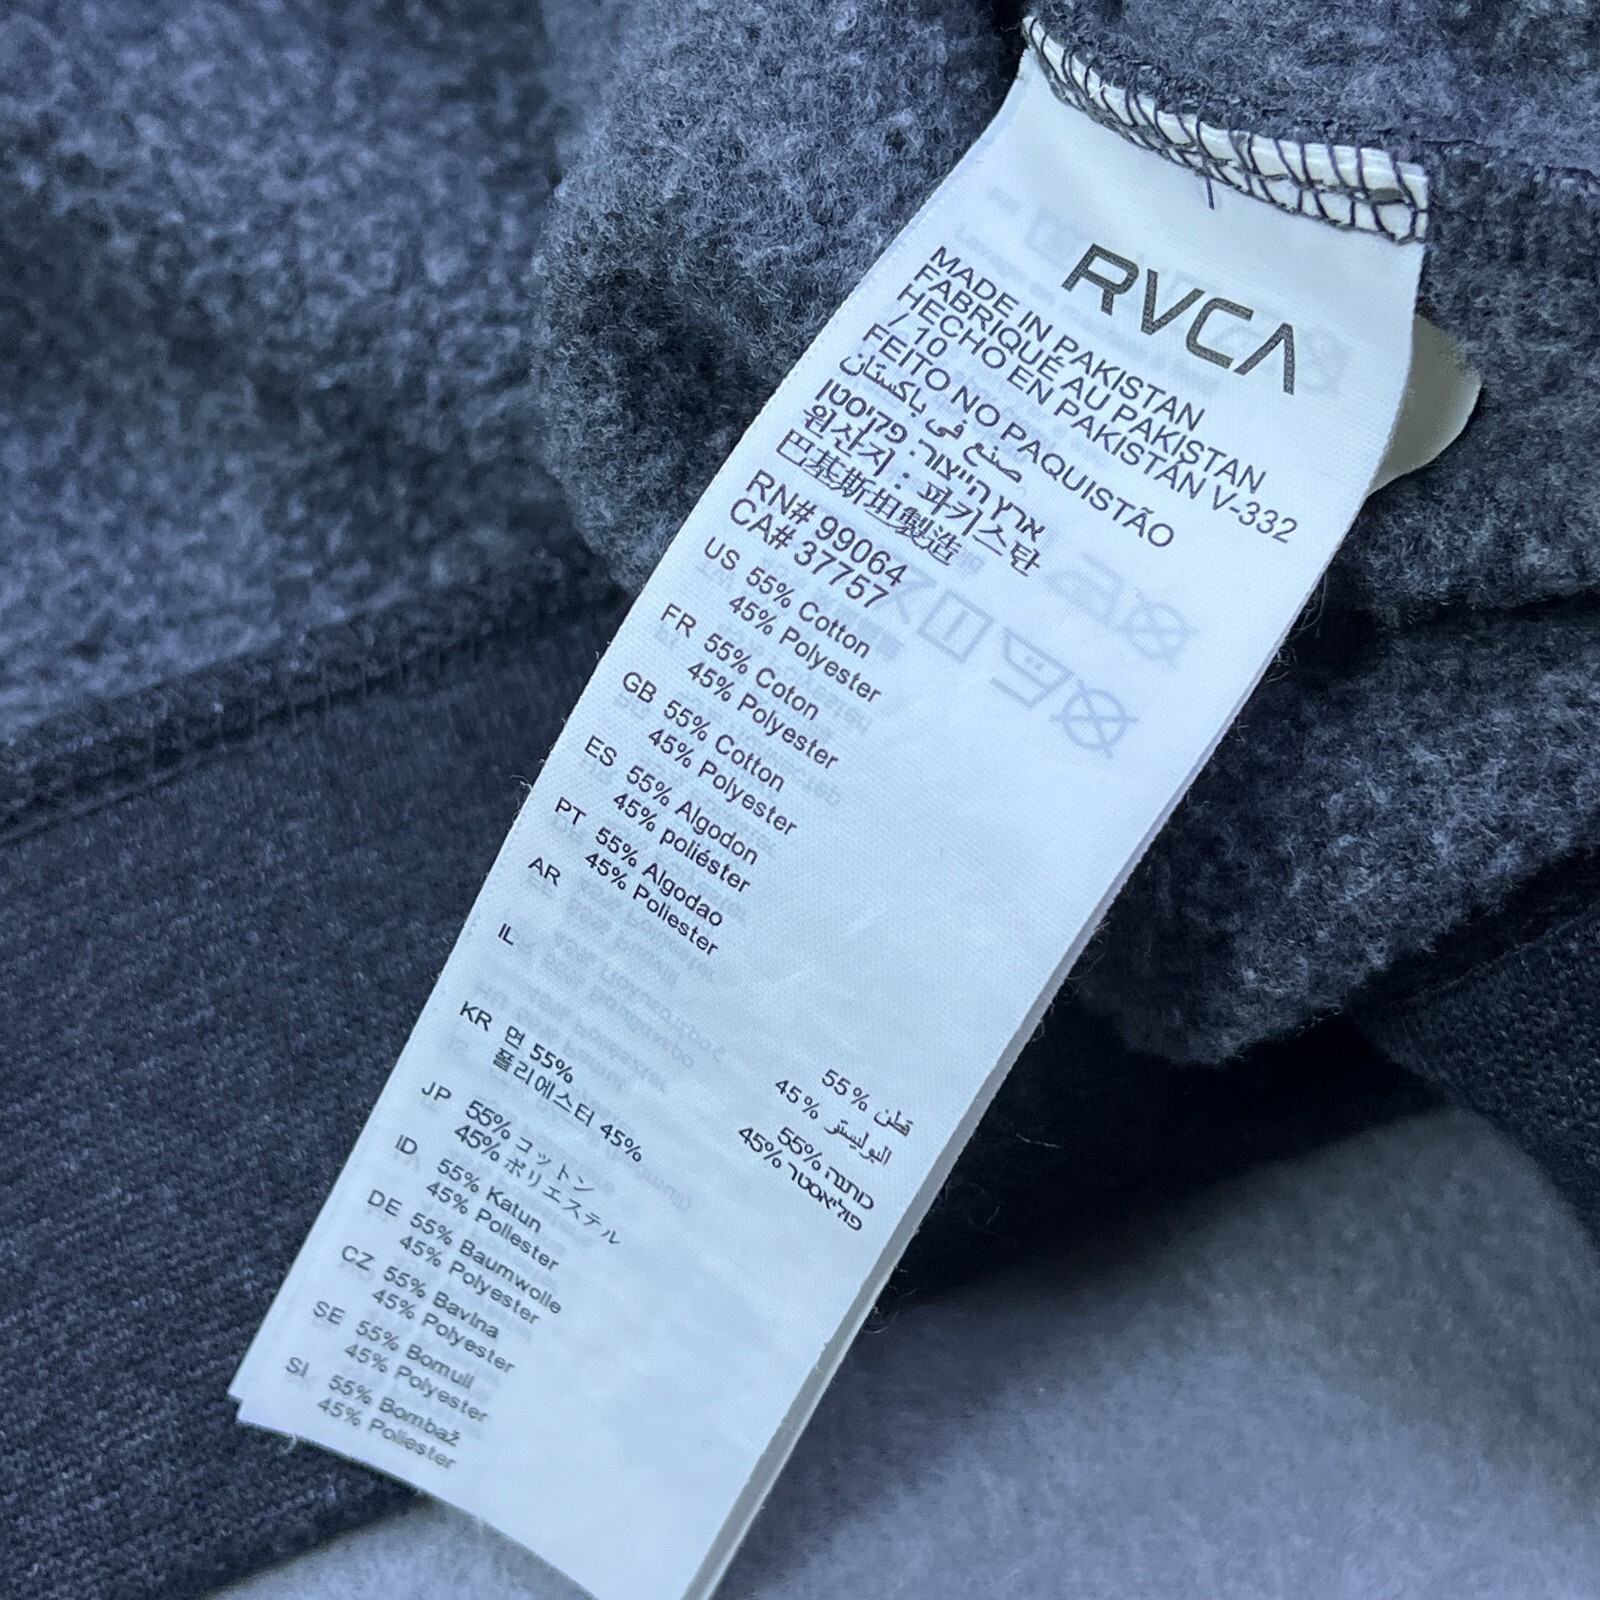 RVCA
MADE IN PAKISTAN
FABRIQUÉ AU PAKISTAN
HECHO EN PAKISTÁN V-332
/ 10
FEITO NO PAQUISTÃO
صنع في باكستان
ארץ הייצור: פקיסטן
원산지 : 파키스탄
巴基斯坦製造
RN# 99064
CA# 37757
US 55% Cotton
45% Polyester
FR 55% Coton
45% Polyester
GB 55% Cotton
45% Polyester
ES 55% Algodon
45% poliéster
PT 55% Algodao
45% Poliester
AR
55% قطن
45% البوليستر
IL
55% כותנה
45% פוליאסטר
KR 면 55%
폴리에스터 45%
JP 55% コットン
45% ポリエステル
ID 55% Katun
45% Poliester
DE 55% Baumwolle
45% Polyester
CZ 55% Bavlna
45% Polyester
SE 55% Bomull
45% Polyester
SI 55% Bombaž
45% Poliester